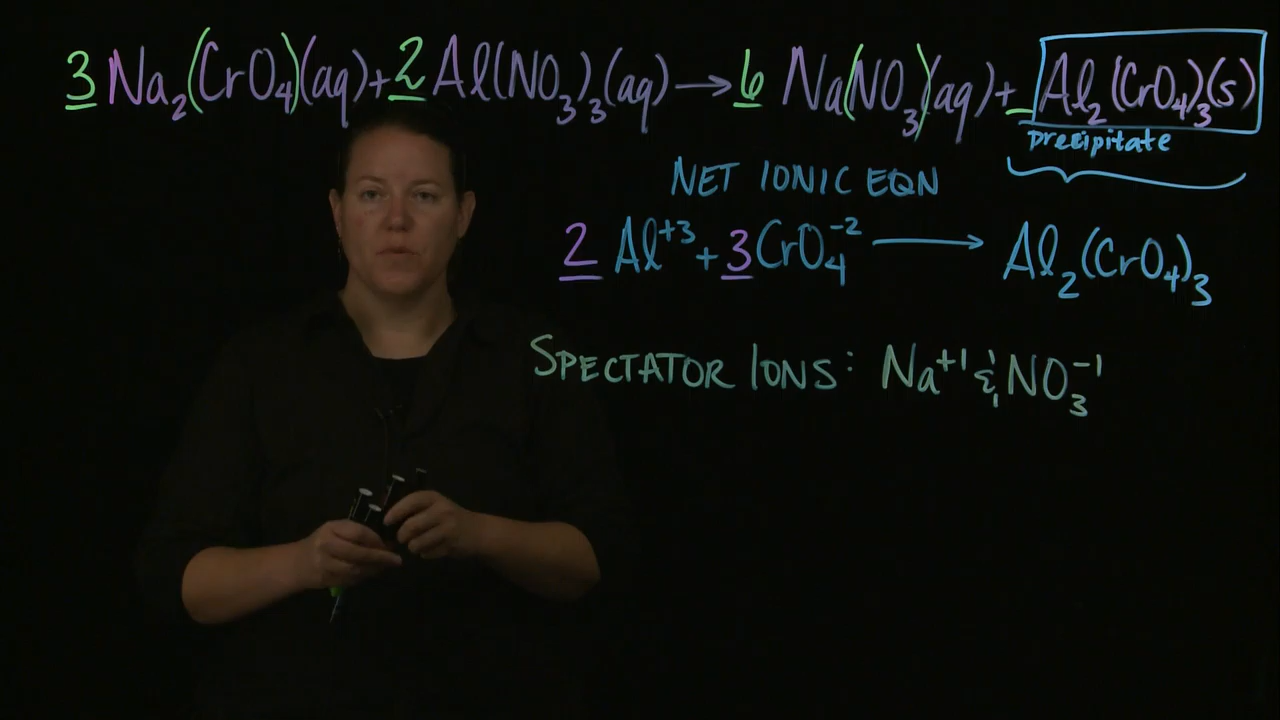 3 Na₂(CrO₄)(aq) + 2 Al(NO₃)₃(aq) → 6 Na(NO₃)(aq) + _ Al₂(CrO₄)₃(s)
precipitate
NET IONIC EQN
2 Al⁺³ + 3 CrO₄⁻² → Al₂(CrO₄)₃
SPECTATOR IONS: Na⁺¹ & NO₃⁻¹